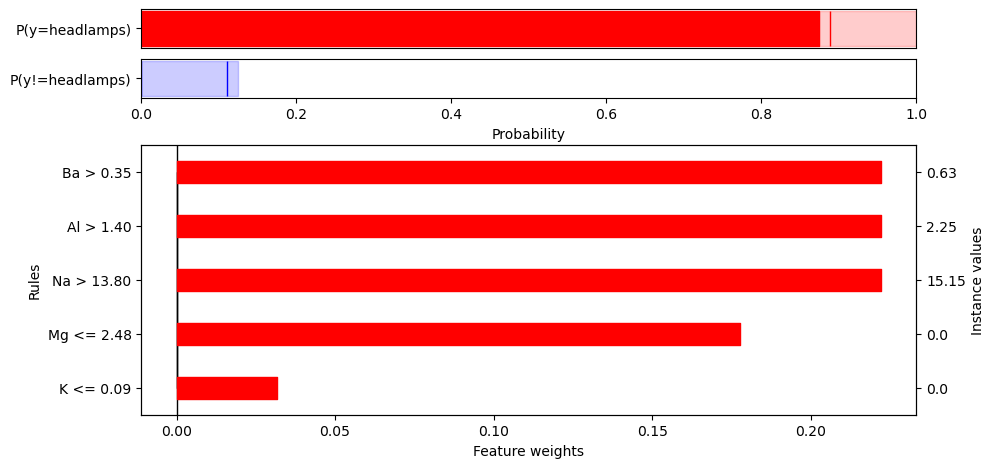 P(y=headlamps)
P(y!=headlamps)
0.0 0.2 0.4 0.6 0.8 1.0
Probability
Ba > 0.35 0.63
Al > 1.40 2.25
Na > 13.80 15.15
Mg <= 2.48 0.0
K <= 0.09 0.0
Rules
Instance values
0.00 0.05 0.10 0.15 0.20
Feature weights